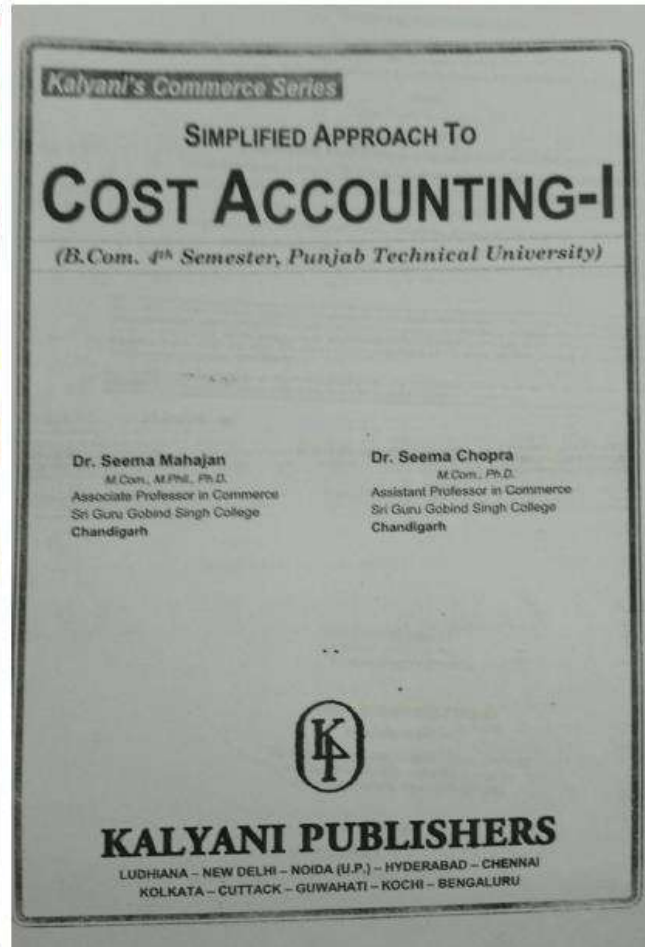 Kalyani's Commerce Series
SIMPLIFIED APPROACH TO
COST ACCOUNTING-I
(B.Com. 4th Semester, Punjab Technical University)
Dr. Seema Mahajan
M.Com., M.Phil., Ph.D.
Associate Professor in Commerce
Sri Guru Gobind Singh College
Chandigarh
Dr. Seema Chopra
M.Com., Ph.D.
Assistant Professor in Commerce
Sri Guru Gobind Singh College
Chandigarh
KP
KALYANI PUBLISHERS
LUDHIANA – NEW DELHI – NOIDA (U.P.) – HYDERABAD – CHENNAI
KOLKATA – CUTTACK – GUWAHATI – KOCHI – BENGALURU